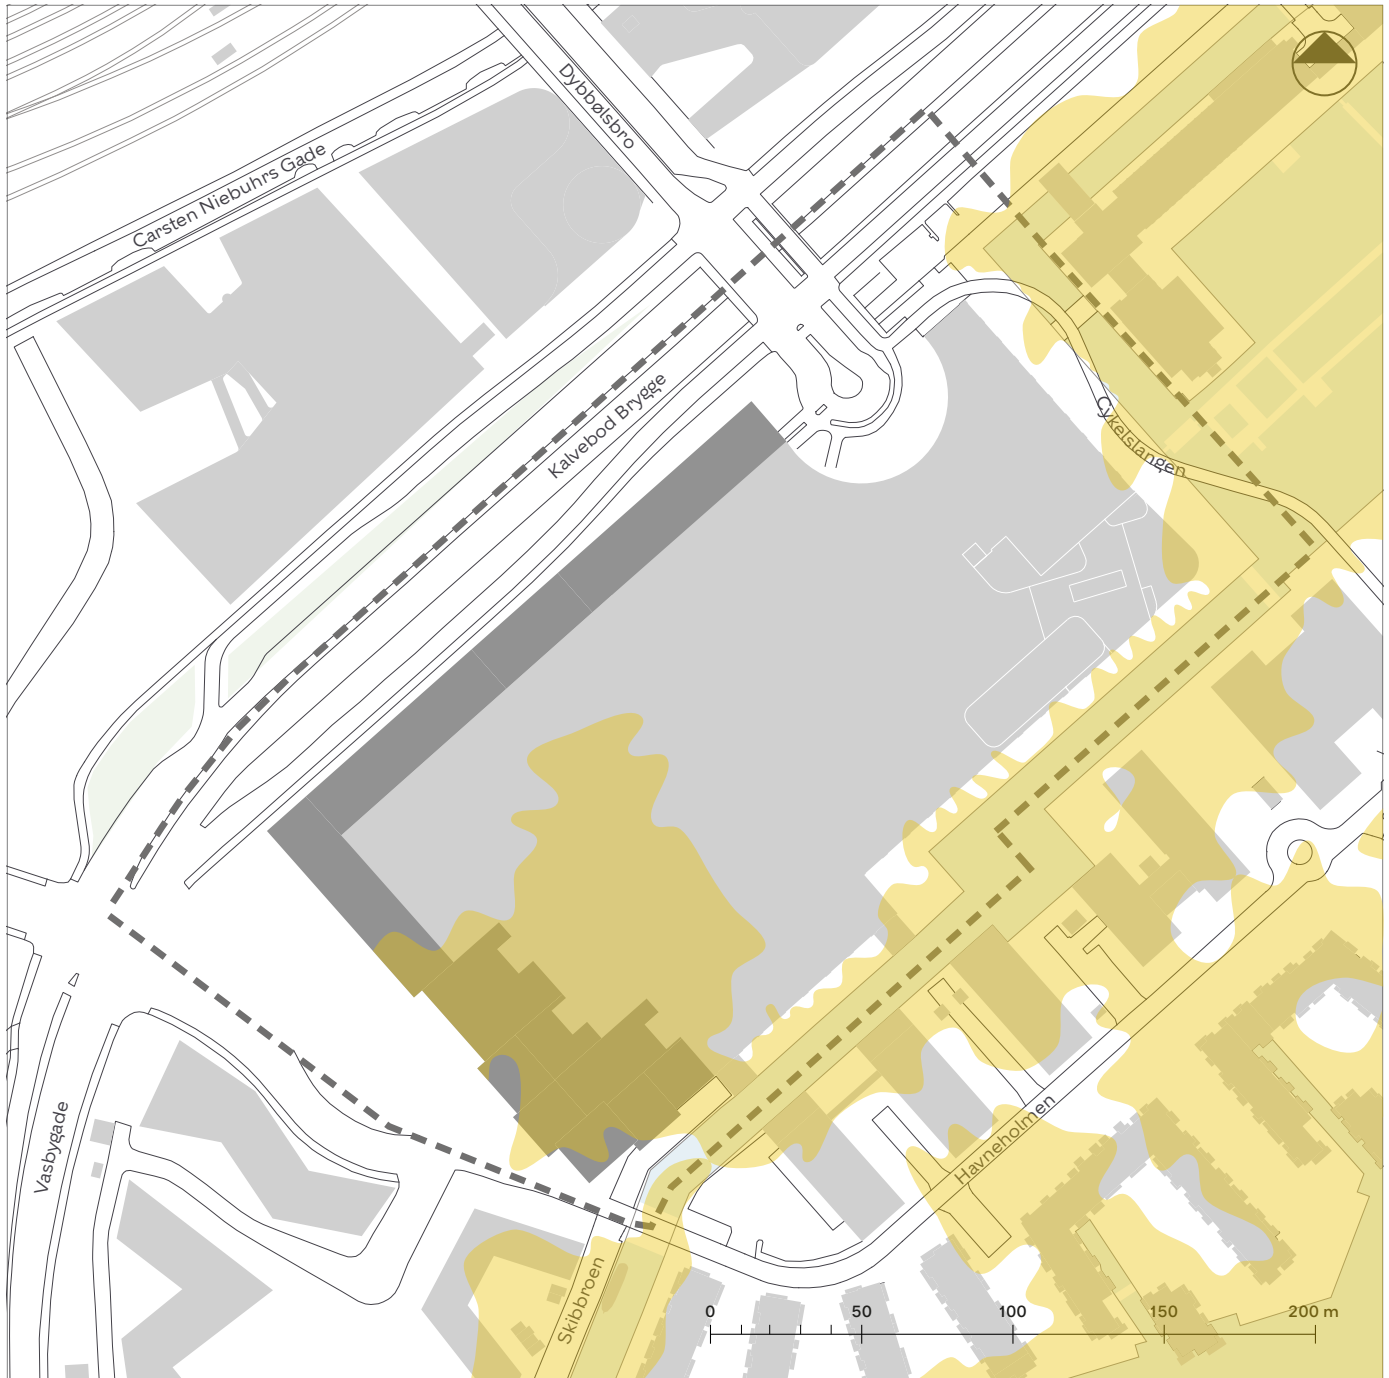 Dybbølsbro
Carsten Niebuhrs Gade
Kalvebod Brygge
Cykelslangen
Vasbygade
Havneholmen
Skibbroen
0 50 100 150 200 m